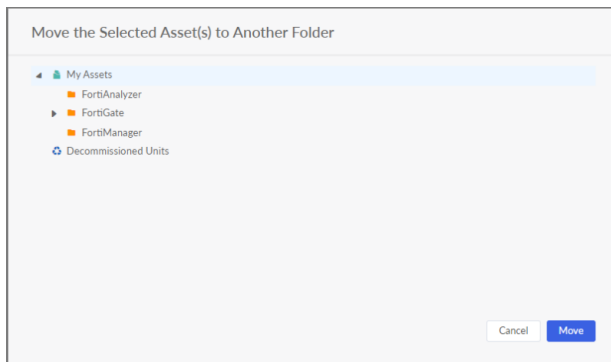 Move the Selected Asset(s) to Another Folder
My Assets
FortiAnalyzer
FortiGate
FortiManager
Decommissioned Units
Cancel Move